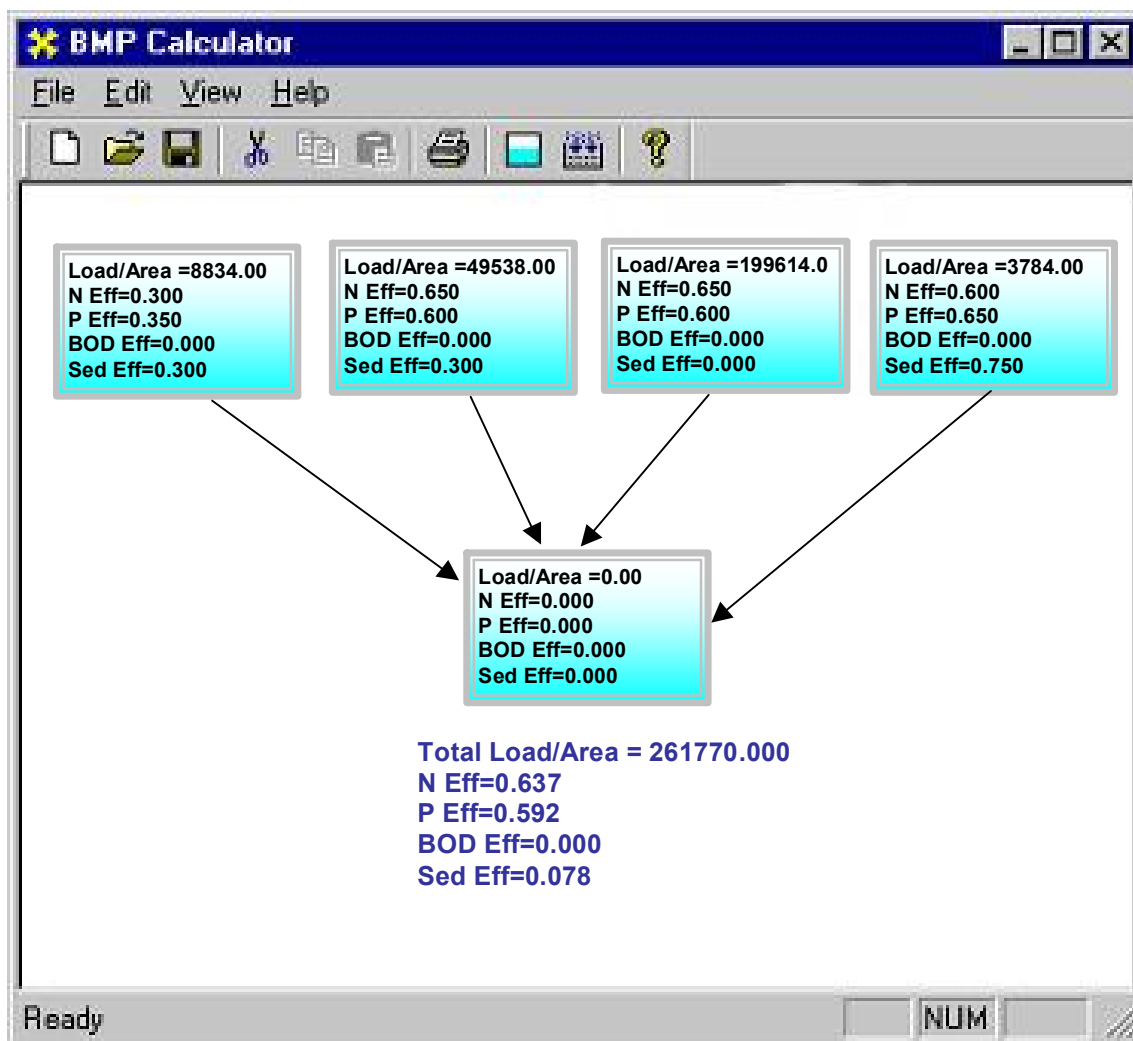 BMP Calculator
File Edit View Help
Load/Area =8834.00
N Eff=0.300
P Eff=0.350
BOD Eff=0.000
Sed Eff=0.300
Load/Area =49538.00
N Eff=0.650
P Eff=0.600
BOD Eff=0.000
Sed Eff=0.300
Load/Area =199614.0
N Eff=0.650
P Eff=0.600
BOD Eff=0.000
Sed Eff=0.000
Load/Area =3784.00
N Eff=0.600
P Eff=0.650
BOD Eff=0.000
Sed Eff=0.750
Load/Area =0.00
N Eff=0.000
P Eff=0.000
BOD Eff=0.000
Sed Eff=0.000
Total Load/Area = 261770.000
N Eff=0.637
P Eff=0.592
BOD Eff=0.000
Sed Eff=0.078
Ready NUM